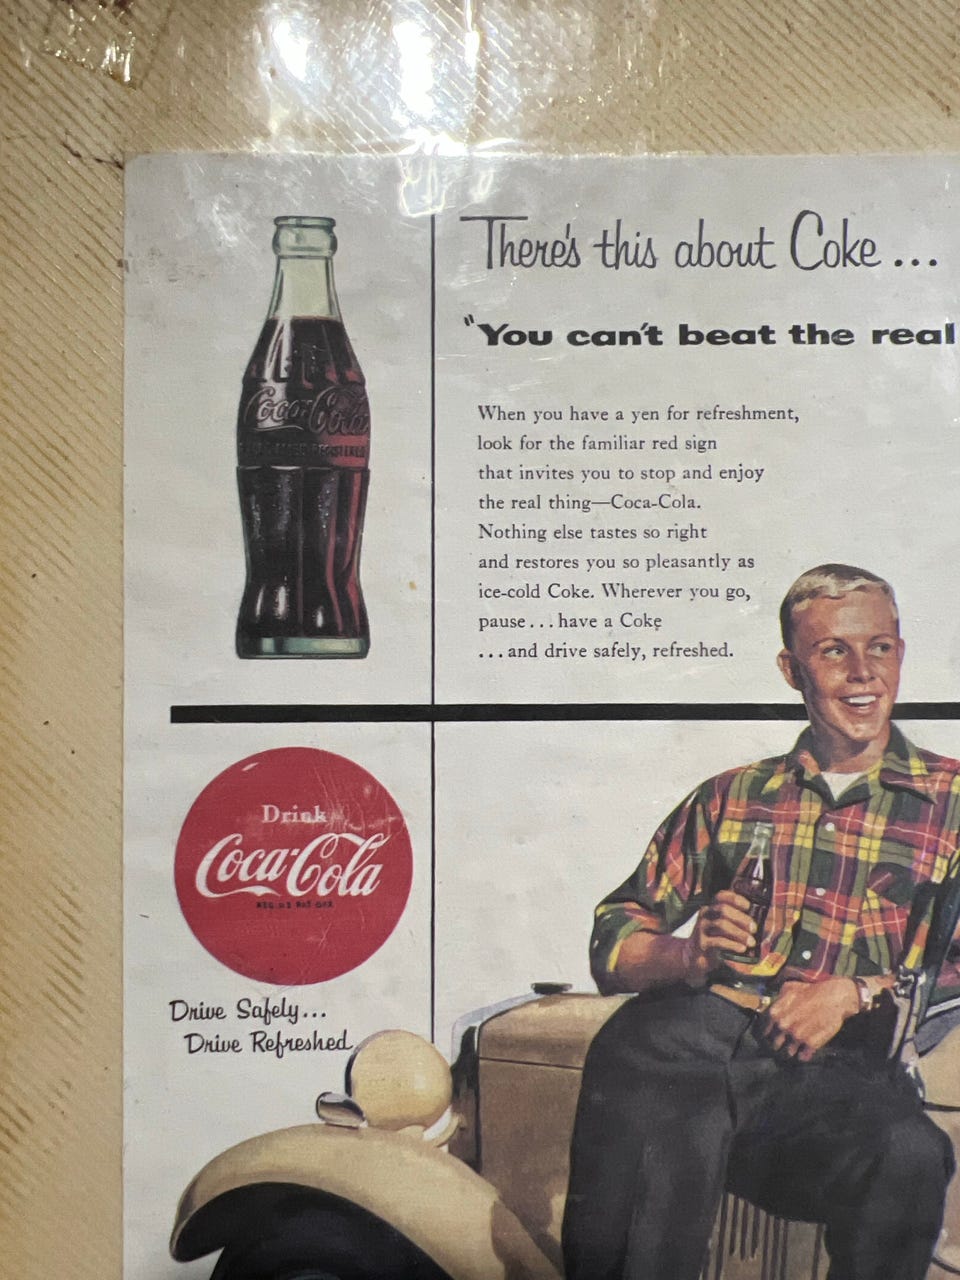 There's this about Coke...
"You can't beat the real
When you have a yen for refreshment,
look for the familiar red sign
that invites you to stop and enjoy
the real thing—Coca-Cola.
Nothing else tastes so right
and restores you so pleasantly as
ice-cold Coke. Wherever you go,
pause...have a Coke
...and drive safely, refreshed.
Coca-Cola
Drink
Coca-Cola
REG. U.S. PAT. OFF.
Drive Safely...
Drive Refreshed